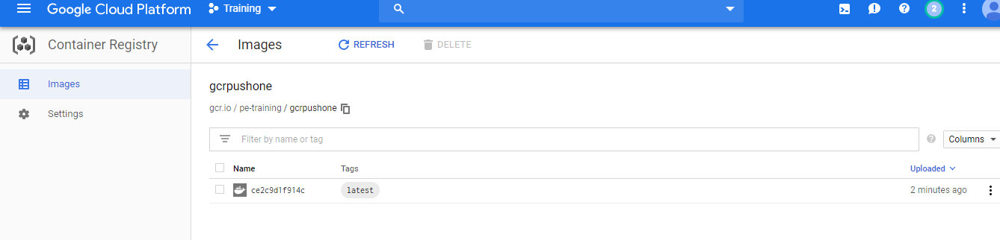 Google Cloud Platform Training 2
Container Registry Images REFRESH DELETE
Images
Settings
gcrpushone
gcr.io / pe-training / gcrpushone
Filter by name or tag Columns
Name Tags Uploaded
ce2c9d1f914c latest 2 minutes ago